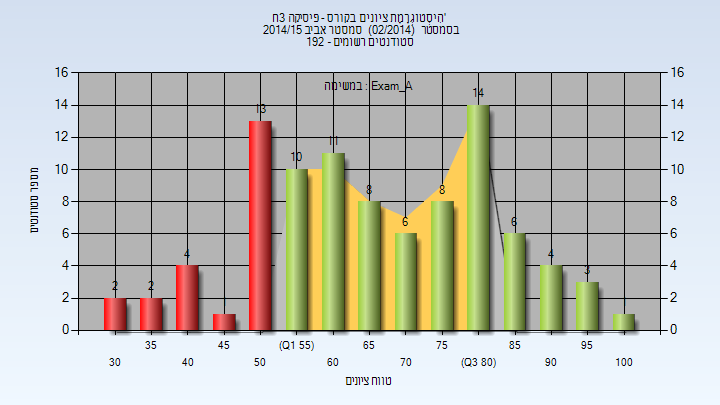 היסטוגרמת ציונים בקורס - פיסיקה 3ח'
בסמסטר (02/2014) סמסטר אביב 2014/15
סטודנטים רשומים - 192
במשימה : Exam_A
מספר סטודנטים
16 16
14 14
12 12
10 10
8 8
6 6
4 4
2 2
0 0
2 2 4 13 10 11 8 6 8 14 6 4 3
35 45 (Q1 55) 65 75 85 95
30 40 50 60 70 (Q3 80) 90 100
טווח ציונים